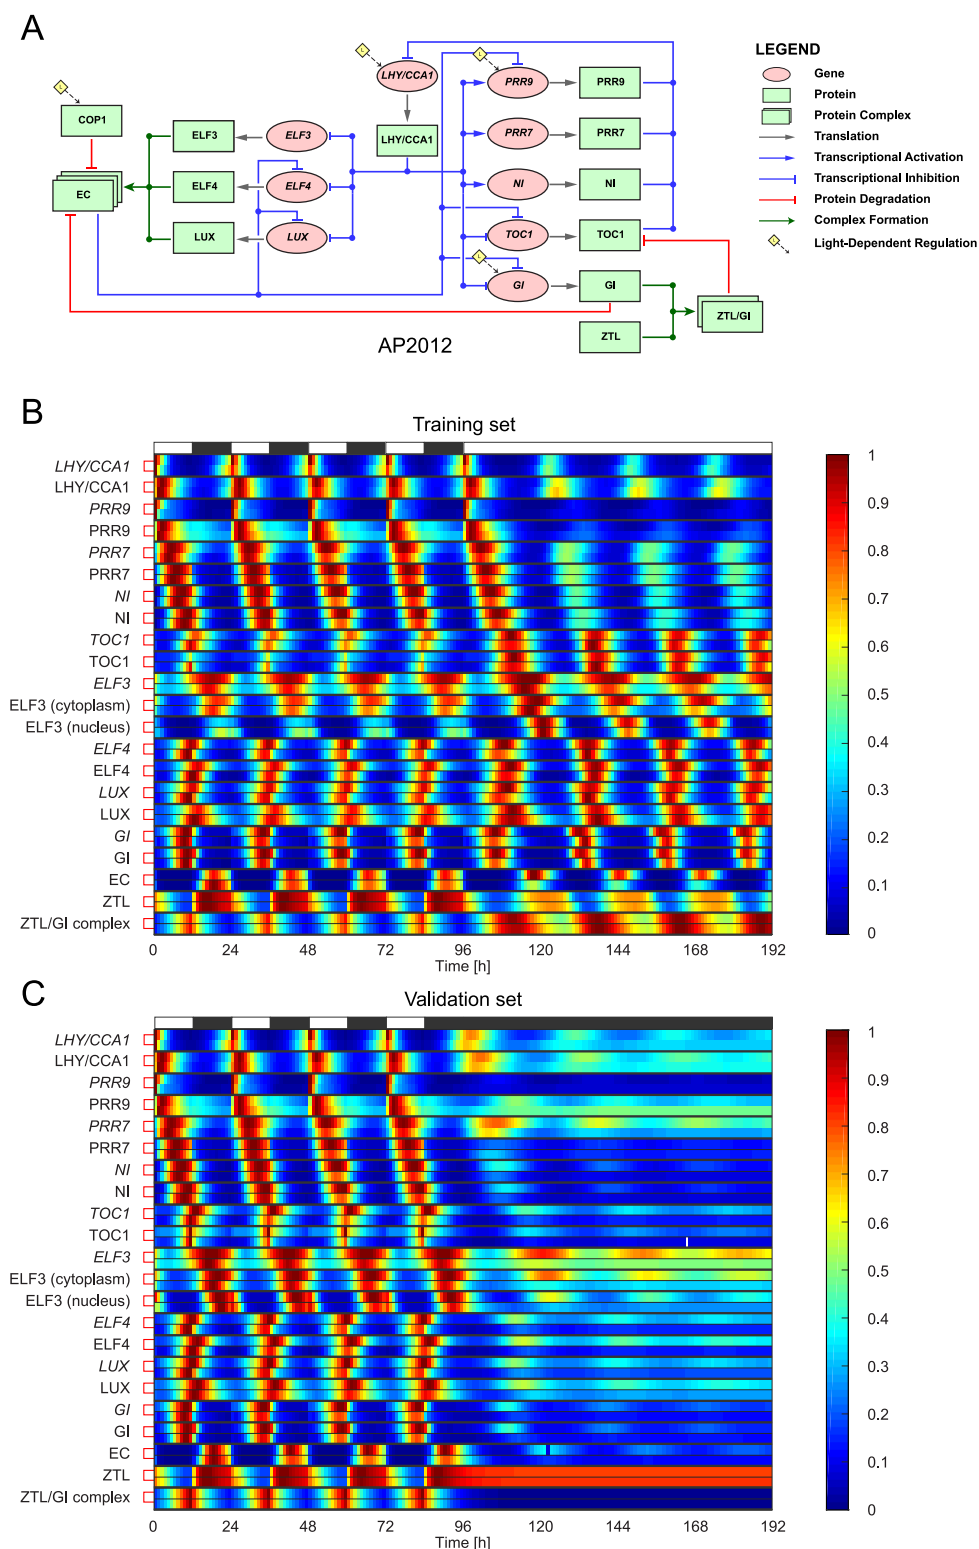 A
LEGEND
Gene
Protein
Protein Complex
Translation
Transcriptional Activation
Transcriptional Inhibition
Protein Degradation
Complex Formation
L Light-Dependent Regulation
L
COP1
EC
ELF3
ELF4
LUX
ELF3
ELF4
LUX
L
LHY/CCA1
LHY/CCA1
L
PRR9
PRR7
NI
TOC1
L
GI
PRR9
PRR7
NI
TOC1
GI
ZTL
ZTL/GI
AP2012
B
Training set
LHY/CCA1
LHY/CCA1
PRR9
PRR9
PRR7
PRR7
NI
NI
TOC1
TOC1
ELF3
ELF3 (cytoplasm)
ELF3 (nucleus)
ELF4
ELF4
LUX
LUX
GI
GI
EC
ZTL
ZTL/GI complex
0 24 48 72 96 120 144 168 192
Time [h]
1
0.9
0.8
0.7
0.6
0.5
0.4
0.3
0.2
0.1
0
C
Validation set
LHY/CCA1
LHY/CCA1
PRR9
PRR9
PRR7
PRR7
NI
NI
TOC1
TOC1
ELF3
ELF3 (cytoplasm)
ELF3 (nucleus)
ELF4
ELF4
LUX
LUX
GI
GI
EC
ZTL
ZTL/GI complex
0 24 48 72 96 120 144 168 192
Time [h]
1
0.9
0.8
0.7
0.6
0.5
0.4
0.3
0.2
0.1
0